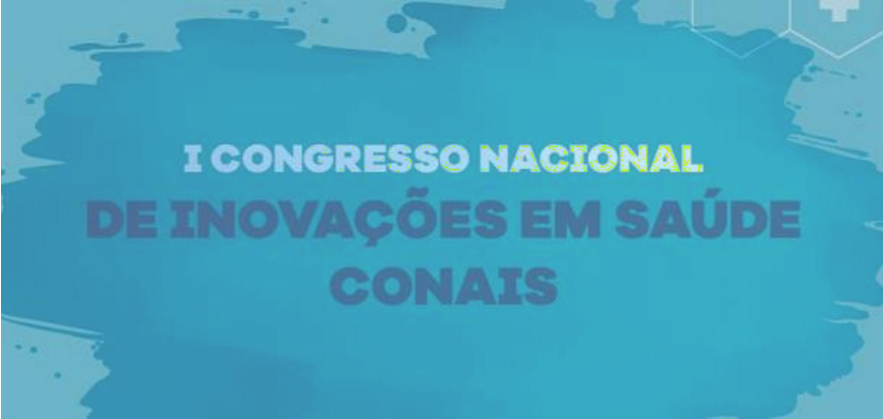 I CONGRESSO NACIONAL
DE INOVAÇÕES EM SAÚDE
CONAIS